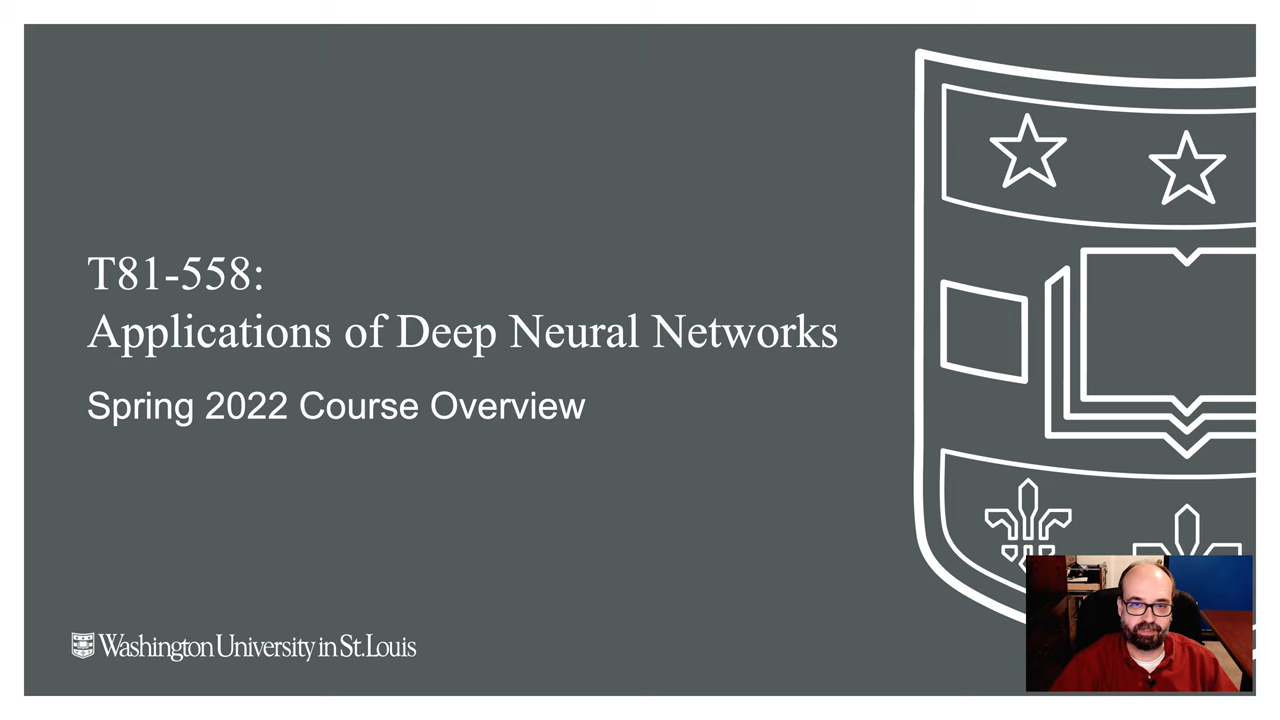 T81-558:
Applications of Deep Neural Networks
Spring 2022 Course Overview
Washington University in St. Louis